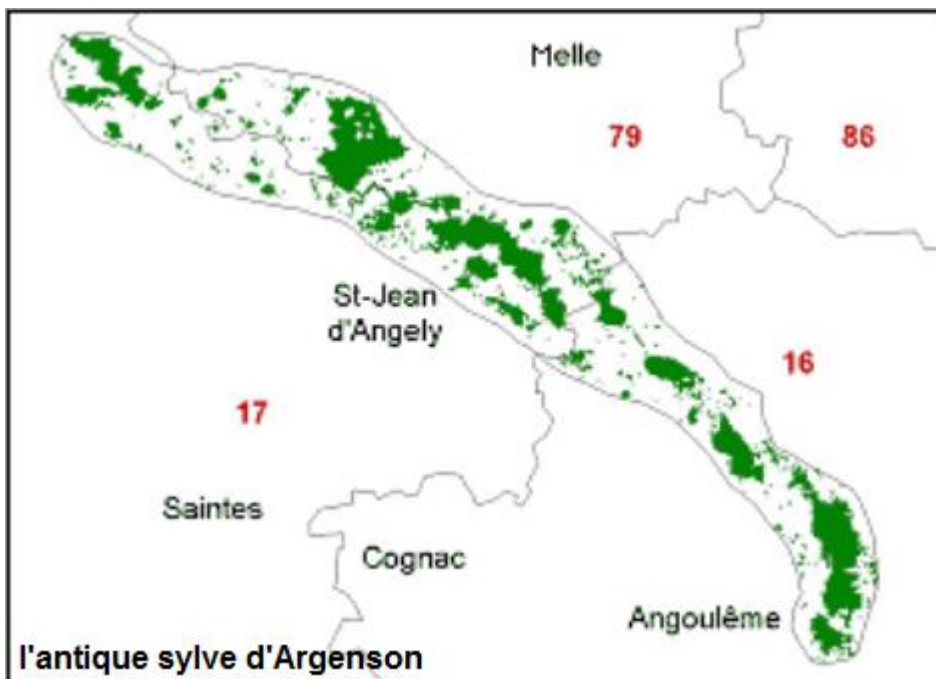 Melle
79
86
St-Jean
d'Angely
16
17
Saintes
Cognac
Angoulême
l'antique sylve d'Argenson